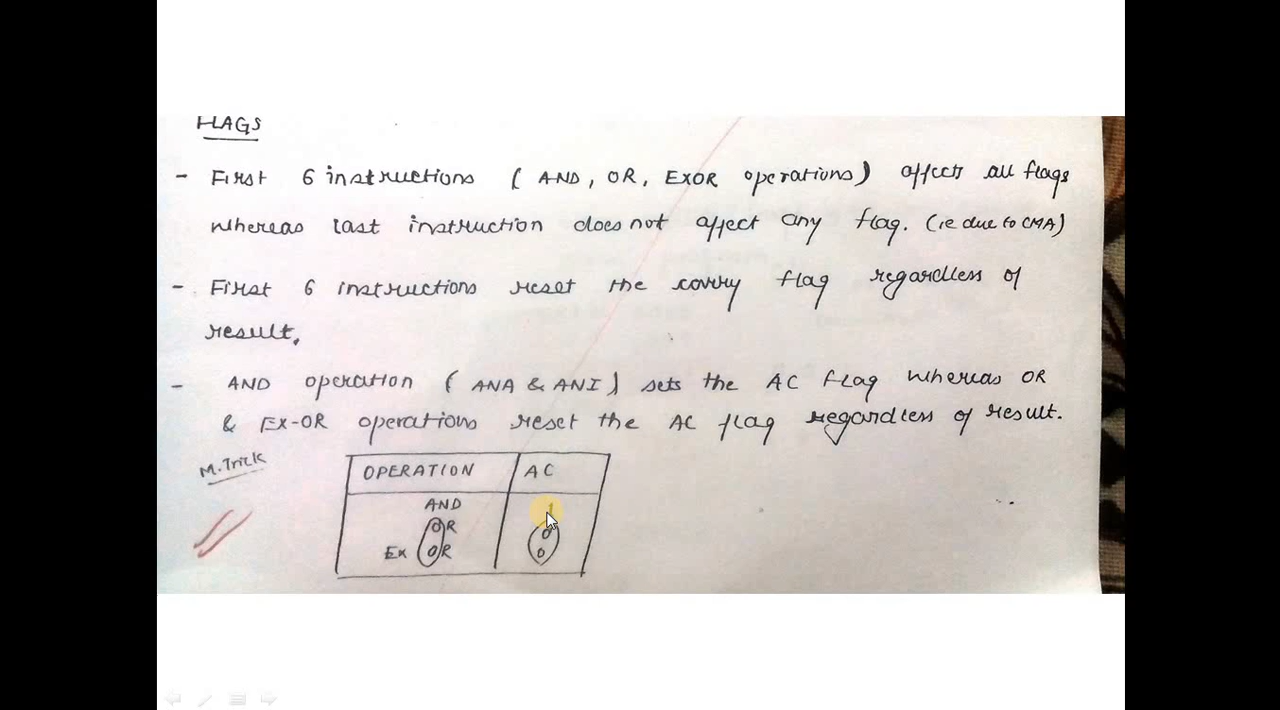 FLAGS
- First 6 instructions ( AND, OR, EXOR operations) affects all flags
whereas last instruction does not affect any flag. (ie due to CMA)
- First 6 instructions reset the carry flag regardless of
result.
- AND operation ( ANA & ANI ) sets the AC flag whereas OR
& EX-OR operations reset the AC flag regardless of result.
M. Trick
OPERATION AC
AND 1
OR 0
Ex OR 0